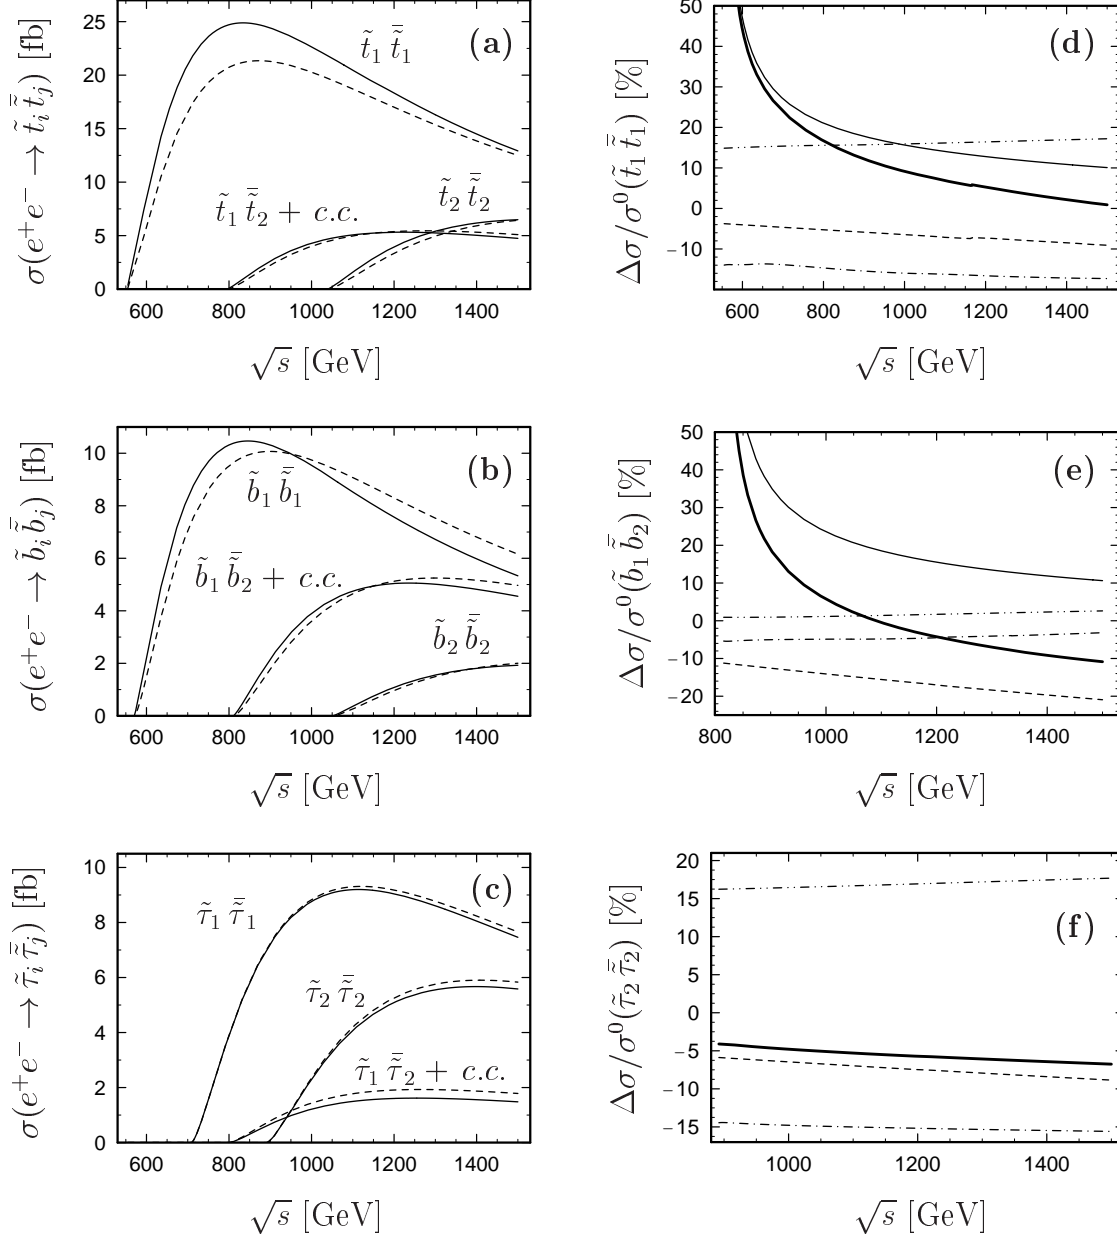 σ(e⁺e⁻ → t̃ᵢ t̃̄ⱼ) [fb]
25
20
15
10
5
0
(a)
t̃₁ t̃̄₁
t̃₁ t̃̄₂ + c.c.
t̃₂ t̃̄₂
600 800 1000 1200 1400
√s [GeV]
Δσ/σ⁰(t̃₁ t̃̄₁) [%]
50
40
30
20
10
0
−10
(d)
600 800 1000 1200 1400
√s [GeV]
σ(e⁺e⁻ → b̃ᵢ b̃̄ⱼ) [fb]
10
8
6
4
2
0
(b)
b̃₁ b̃̄₁
b̃₁ b̃̄₂ + c.c.
b̃₂ b̃̄₂
600 800 1000 1200 1400
√s [GeV]
Δσ/σ⁰(b̃₁ b̃̄₂) [%]
50
40
30
20
10
0
−10
−20
(e)
800 1000 1200 1400
√s [GeV]
σ(e⁺e⁻ → τ̃ᵢ τ̃̄ⱼ) [fb]
10
8
6
4
2
0
(c)
τ̃₁ τ̃̄₁
τ̃₂ τ̃̄₂
τ̃₁ τ̃̄₂ + c.c.
600 800 1000 1200 1400
√s [GeV]
Δσ/σ⁰(τ̃₂ τ̃̄₂) [%]
20
15
10
5
0
−5
−10
−15
(f)
1000 1200 1400
√s [GeV]